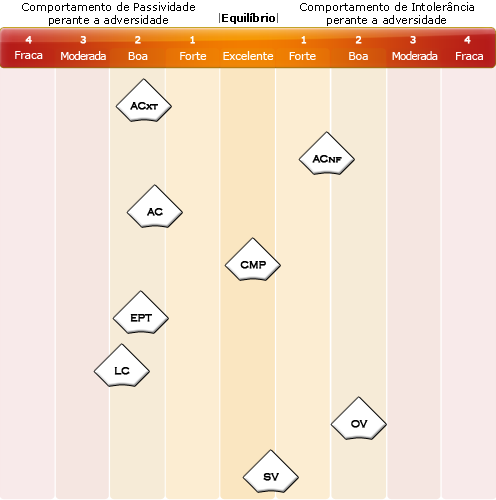 Comportamento de Passividade
perante a adversidade
|Equilíbrio|
Comportamento de Intolerância
perante a adversidade
4 3 2 1 1 2 3 4
Fraca Moderada Boa Forte Excelente Forte Boa Moderada Fraca
ACXT
ACNF
AC
CMP
EPT
LC
OV
SV